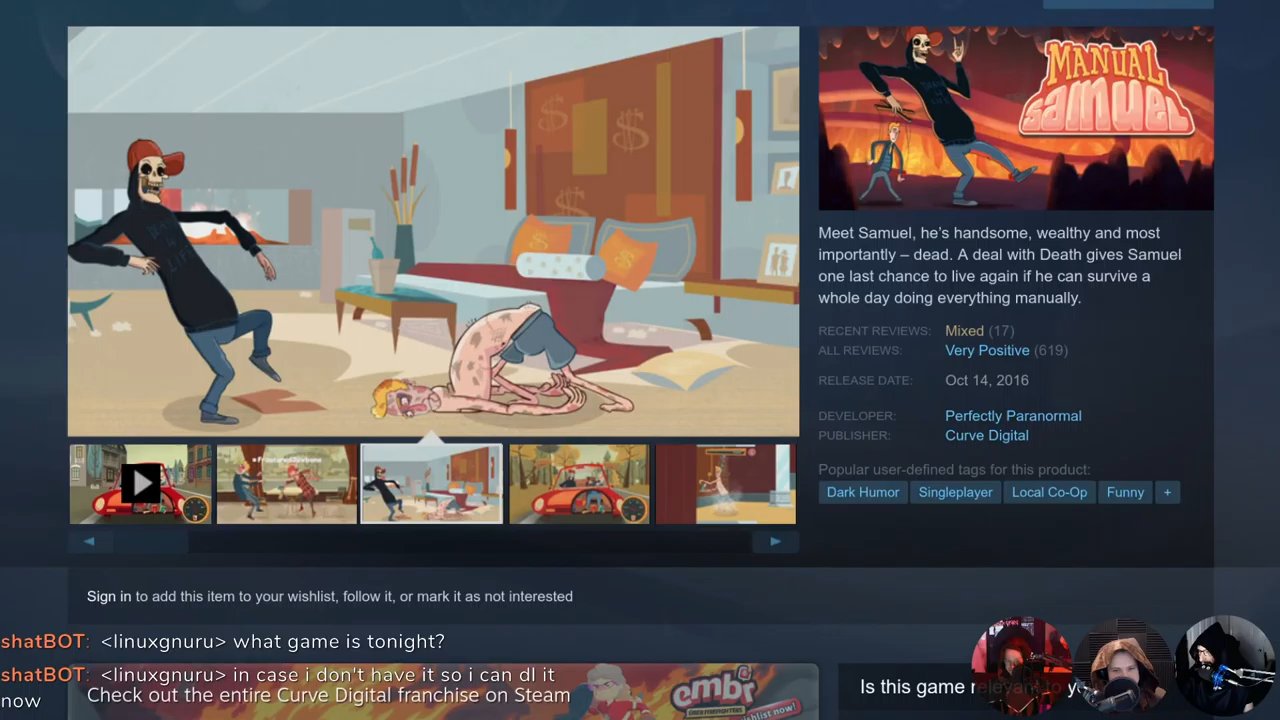 MANUAL
samuel
Meet Samuel, he's handsome, wealthy and most
importantly – dead. A deal with Death gives Samuel
one last chance to live again if he can survive a
whole day doing everything manually.
RECENT REVIEWS: Mixed (17)
ALL REVIEWS: Very Positive (619)
RELEASE DATE: Oct 14, 2016
DEVELOPER: Perfectly Paranormal
PUBLISHER: Curve Digital
Popular user-defined tags for this product:
Dark Humor Singleplayer Local Co-Op Funny +
Sign in to add this item to your wishlist, follow it, or mark it as not interested
shatBOT: <linuxgnuru> what game is tonight?
shatBOT: <linuxgnuru> in case i don't have it so i can dl it
now
Check out the entire Curve Digital franchise on Steam
embr
wishlist now!
Is this game